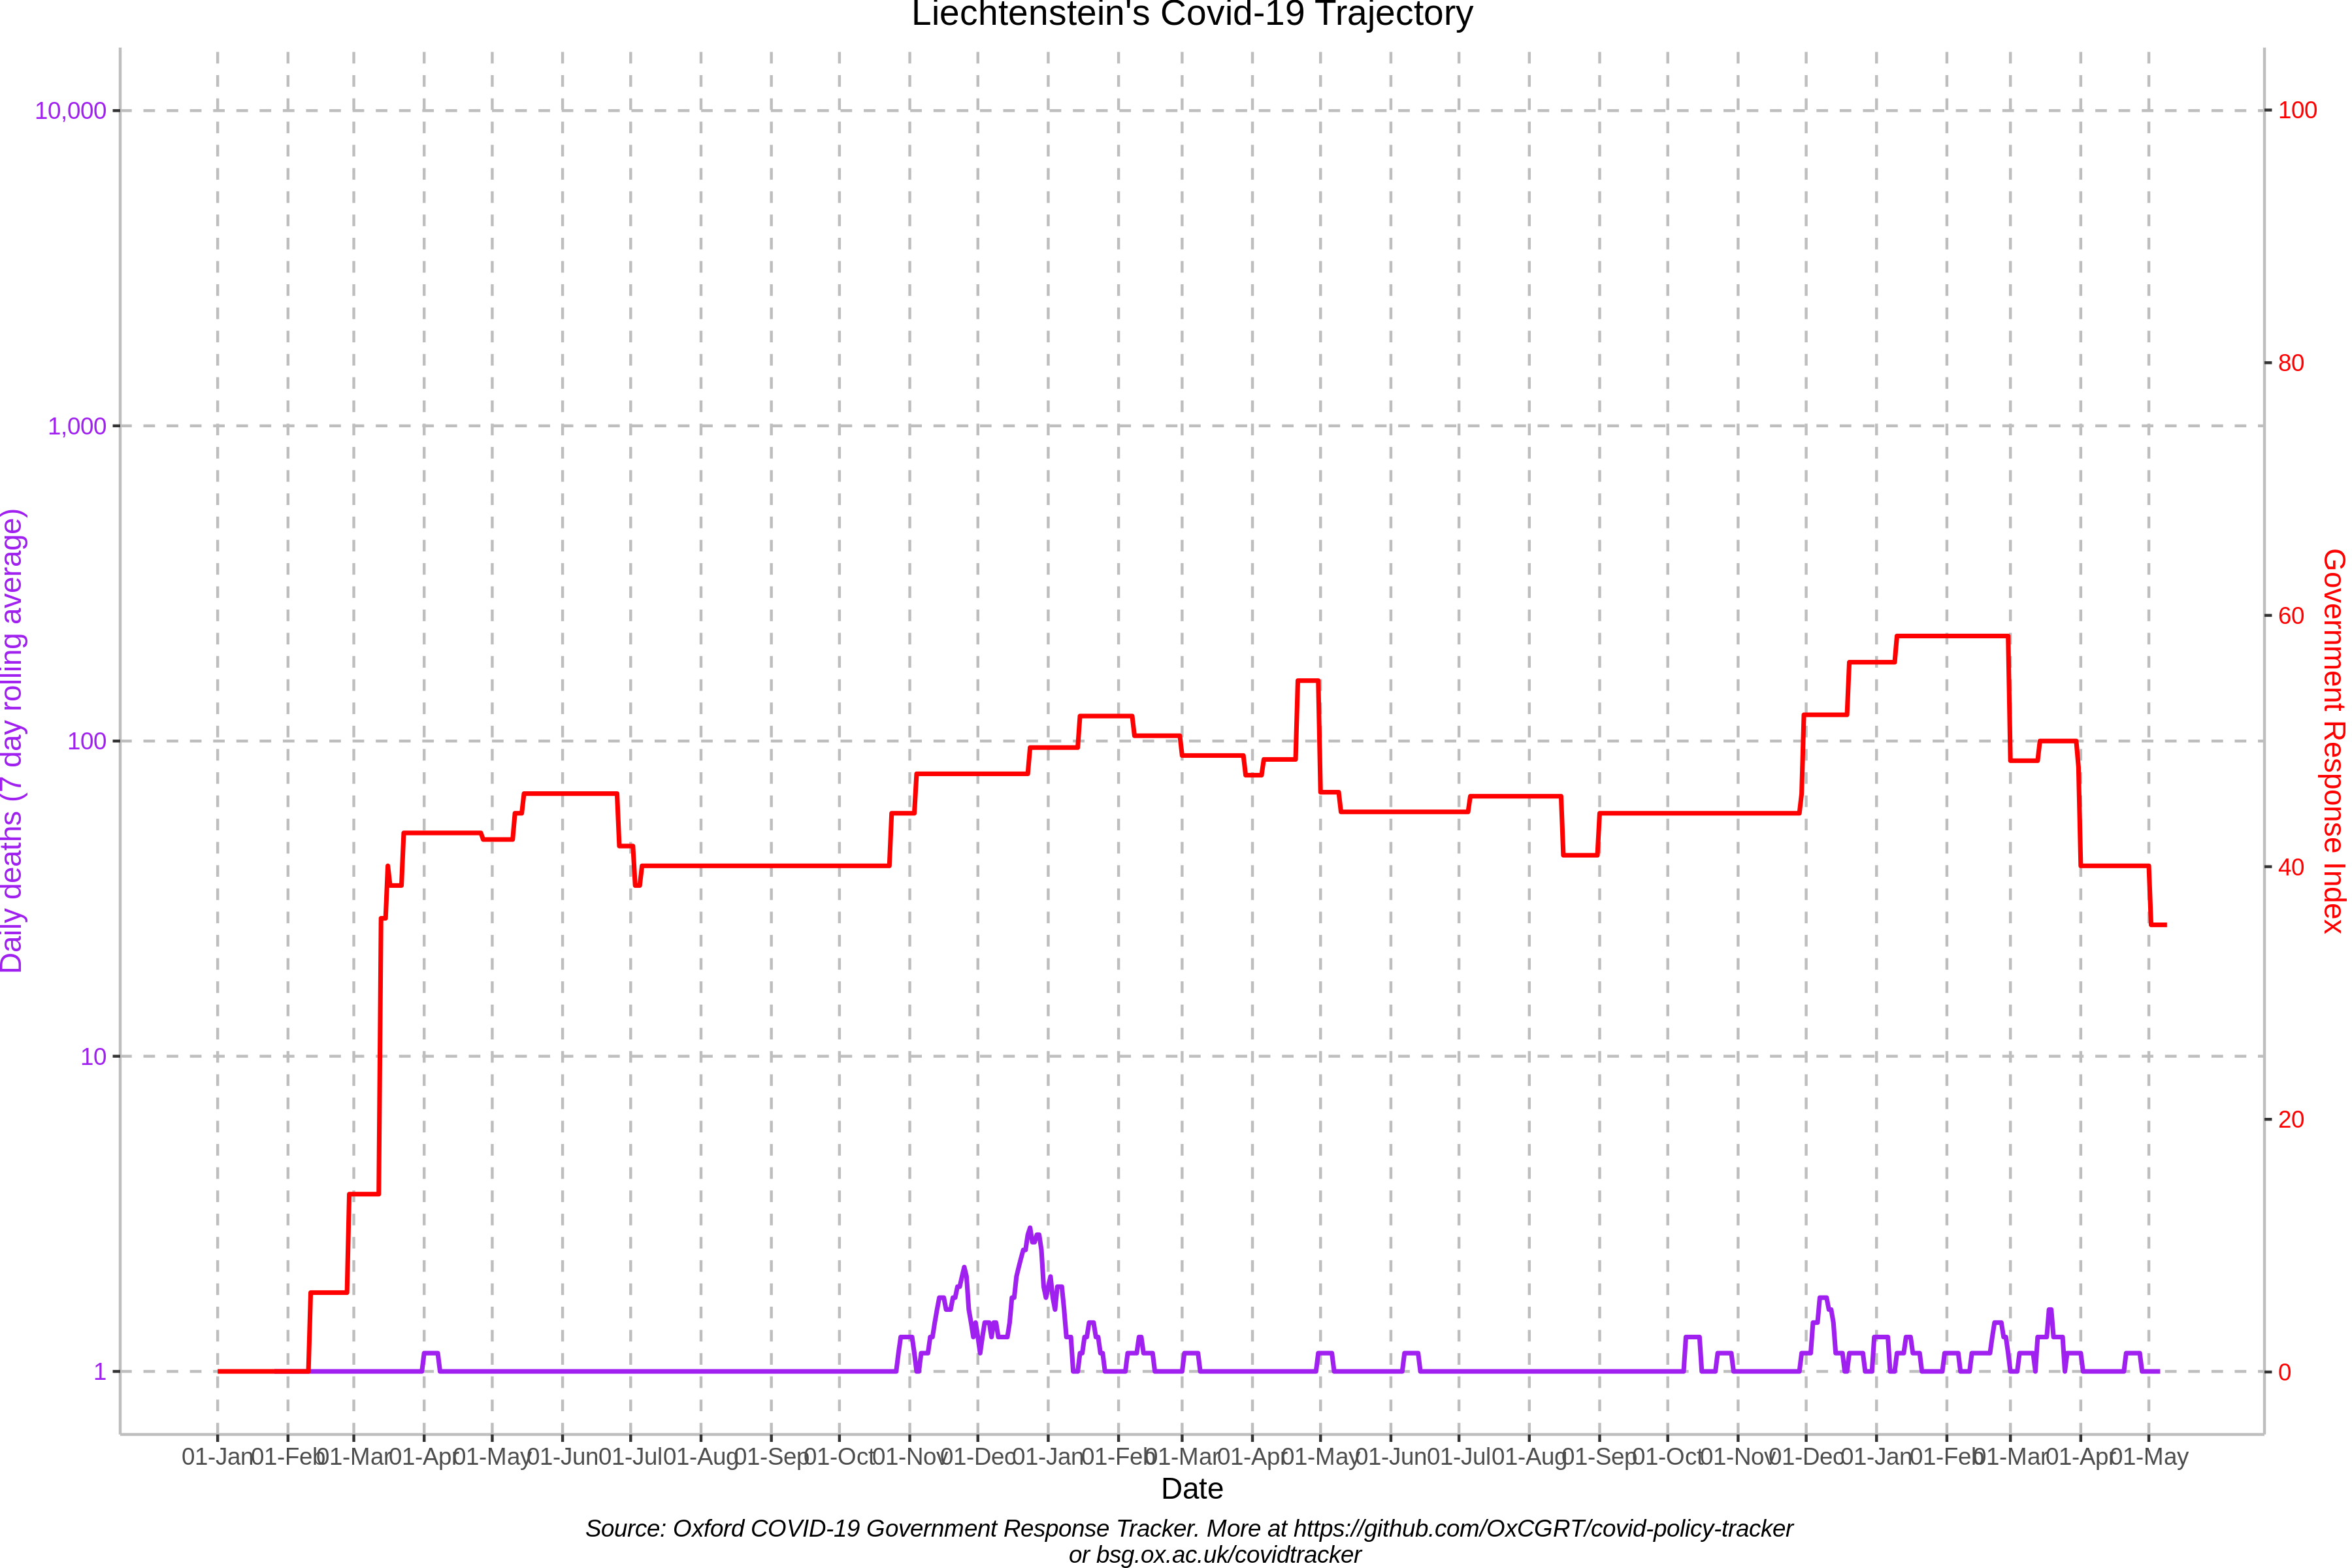 Liechtenstein's Covid-19 Trajectory
10,000
1,000
100
10
1
Daily deaths (7 day rolling average)
100
80
60
40
20
0
Government Response Index
01-Jan 01-Feb 01-Mar 01-Apr 01-May 01-Jun 01-Jul 01-Aug 01-Sep 01-Oct 01-Nov 01-Dec 01-Jan 01-Feb 01-Mar 01-Apr 01-May 01-Jun 01-Jul 01-Aug 01-Sep 01-Oct 01-Nov 01-Dec 01-Jan 01-Feb 01-Mar 01-Apr 01-May
Date
Source: Oxford COVID-19 Government Response Tracker. More at https://github.com/OxCGRT/covid-policy-tracker
or bsg.ox.ac.uk/covidtracker